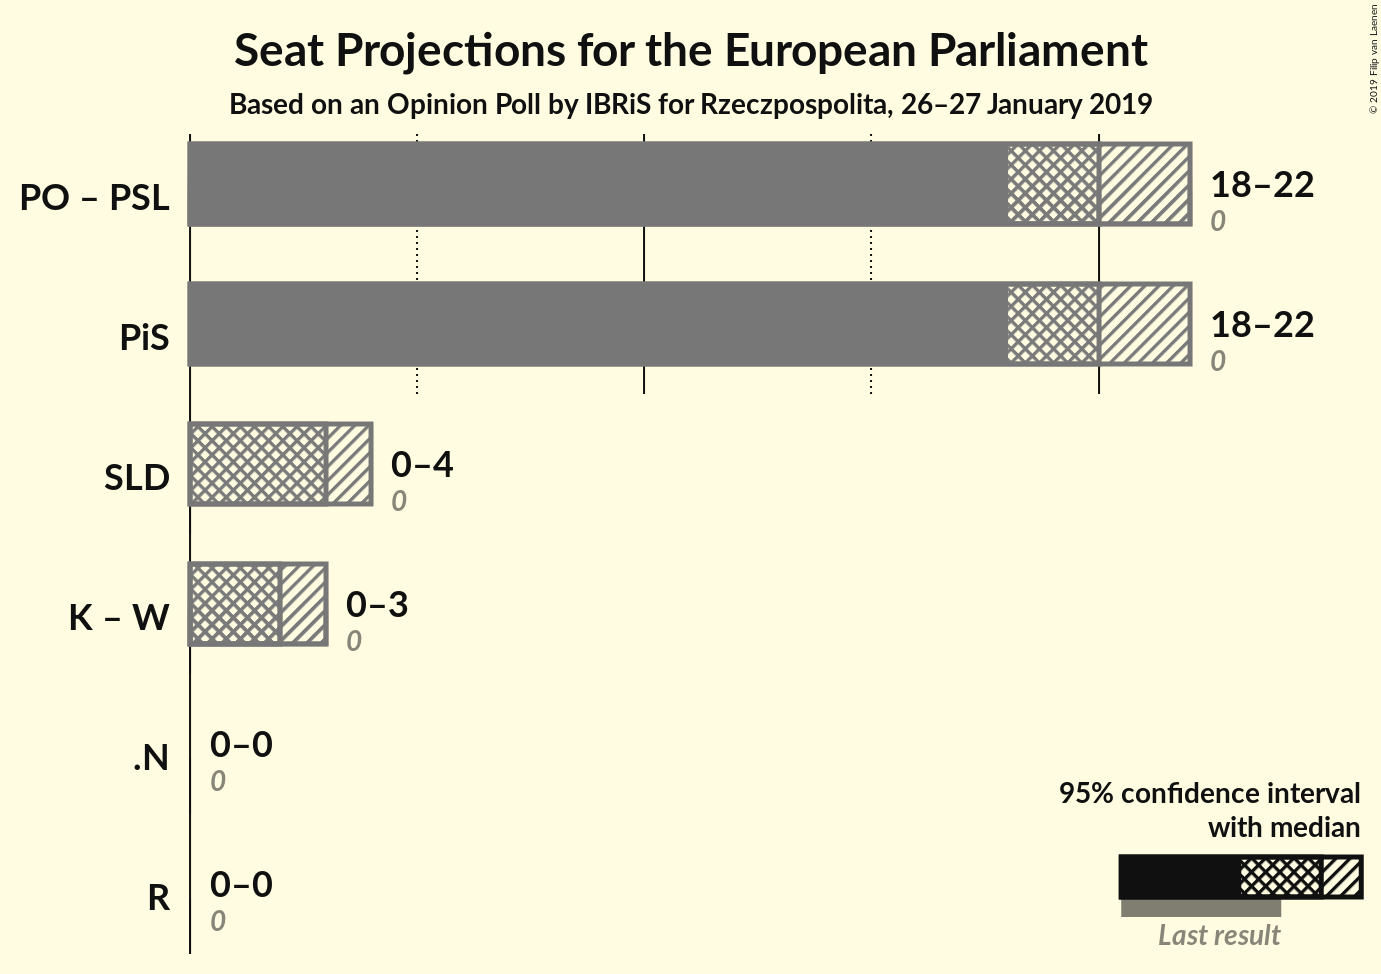 Seat Projections for the European Parliament
Based on an Opinion Poll by IBRiS for Rzeczpospolita, 26–27 January 2019
© 2019 Filip van Laenen
PO – PSL
18–22
0
PiS
18–22
0
SLD
0–4
0
K – W
0–3
0
.N
0–0
0
R
0–0
0
95% confidence interval
with median
Last result